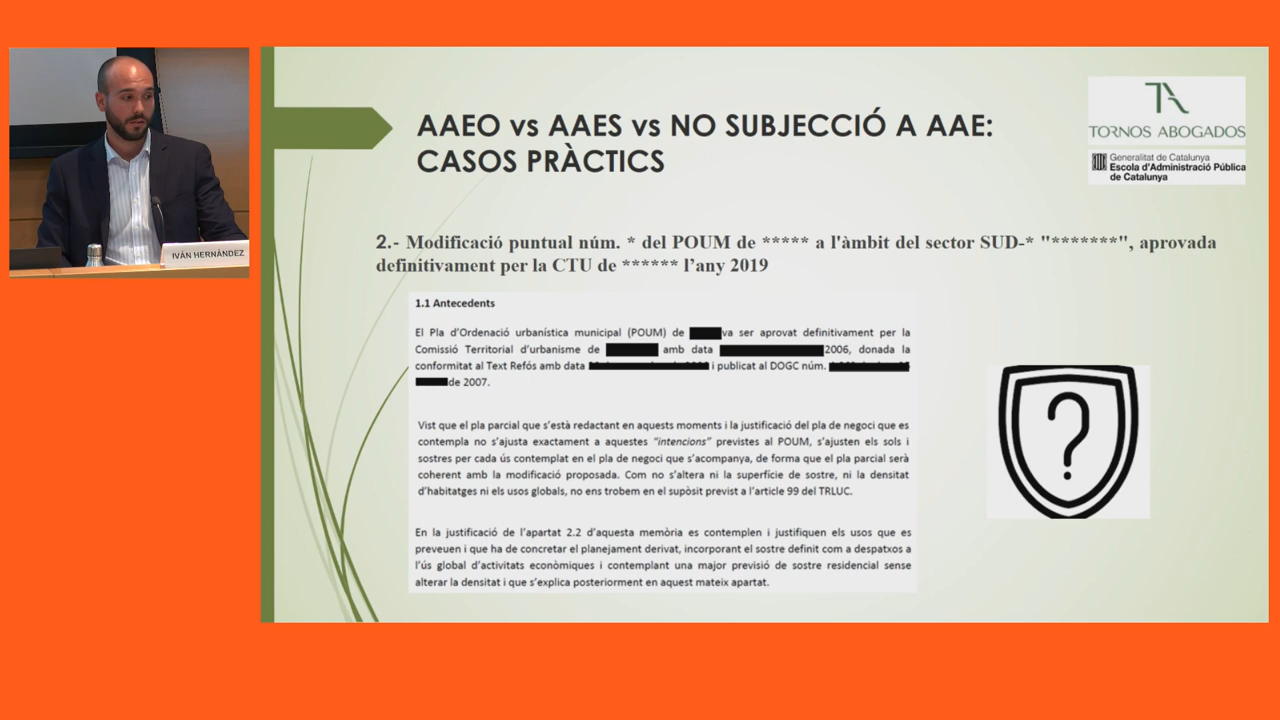 AAEO vs AAES vs NO SUBJECCIÓ A AAE:
CASOS PRÀCTICS
TORNOS ABOGADOS
Generalitat de Catalunya
Escola d'Administració Pública
de Catalunya
IVÁN HERNÁNDEZ
2.- Modificació puntual núm. * del POUM de ***** a l'àmbit del sector SUD-* "*******", aprovada
definitivament per la CTU de ****** l'any 2019
1.1 Antecedents
El Pla d'Ordenació urbanística municipal (POUM) de va ser aprovat definitivament per la
Comissió Territorial d'urbanisme de amb data 2006, donada la
conformitat al Text Refós amb data i publicat al DOGC núm.
de 2007.
Vist que el pla parcial que s'està redactant en aquests moments i la justificació del pla de negoci que es
contempla no s'ajusta exactament a aquestes "intencions" previstes al POUM, s'ajusten els sols i
sostres per cada ús contemplat en el pla de negoci que s'acompanya, de forma que el pla parcial serà
coherent amb la modificació proposada. Com no s'altera ni la superfície de sostre, ni la densitat
d'habitatges ni els usos globals, no ens trobem en el supòsit previst a l'article 99 del TRLUC.
En la justificació de l'apartat 2.2 d'aquesta memòria es contemplen i justifiquen els usos que es
preveuen i que ha de concretar el planejament derivat, incorporant el sostre definit com a despatxos a
l'ús global d'activitats econòmiques i contemplant una major previsió de sostre residencial sense
alterar la densitat i que s'explica posteriorment en aquest mateix apartat.
?